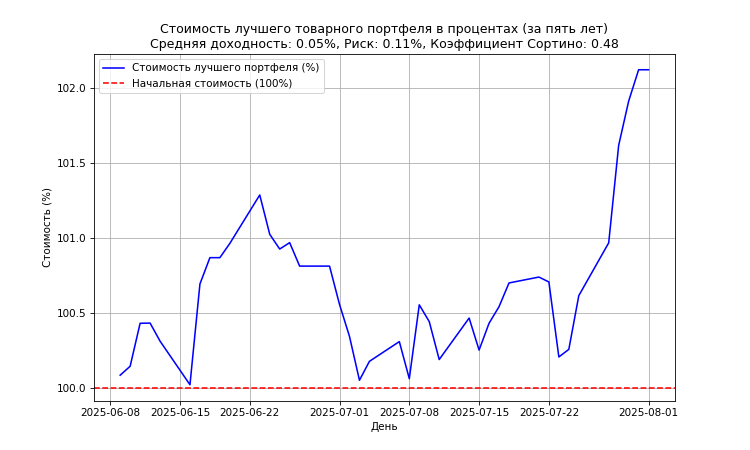 Стоимость лучшего товарного портфеля в процентах (за пять лет)
Средняя доходность: 0.05%, Риск: 0.11%, Коэффициент Сортино: 0.48
Стоимость лучшего портфеля (%)
Начальная стоимость (100%)
Стоимость (%)
102.0
101.5
101.0
100.5
100.0
2025-06-08 2025-06-15 2025-06-22 2025-07-01 2025-07-08 2025-07-15 2025-07-22 2025-08-01
День